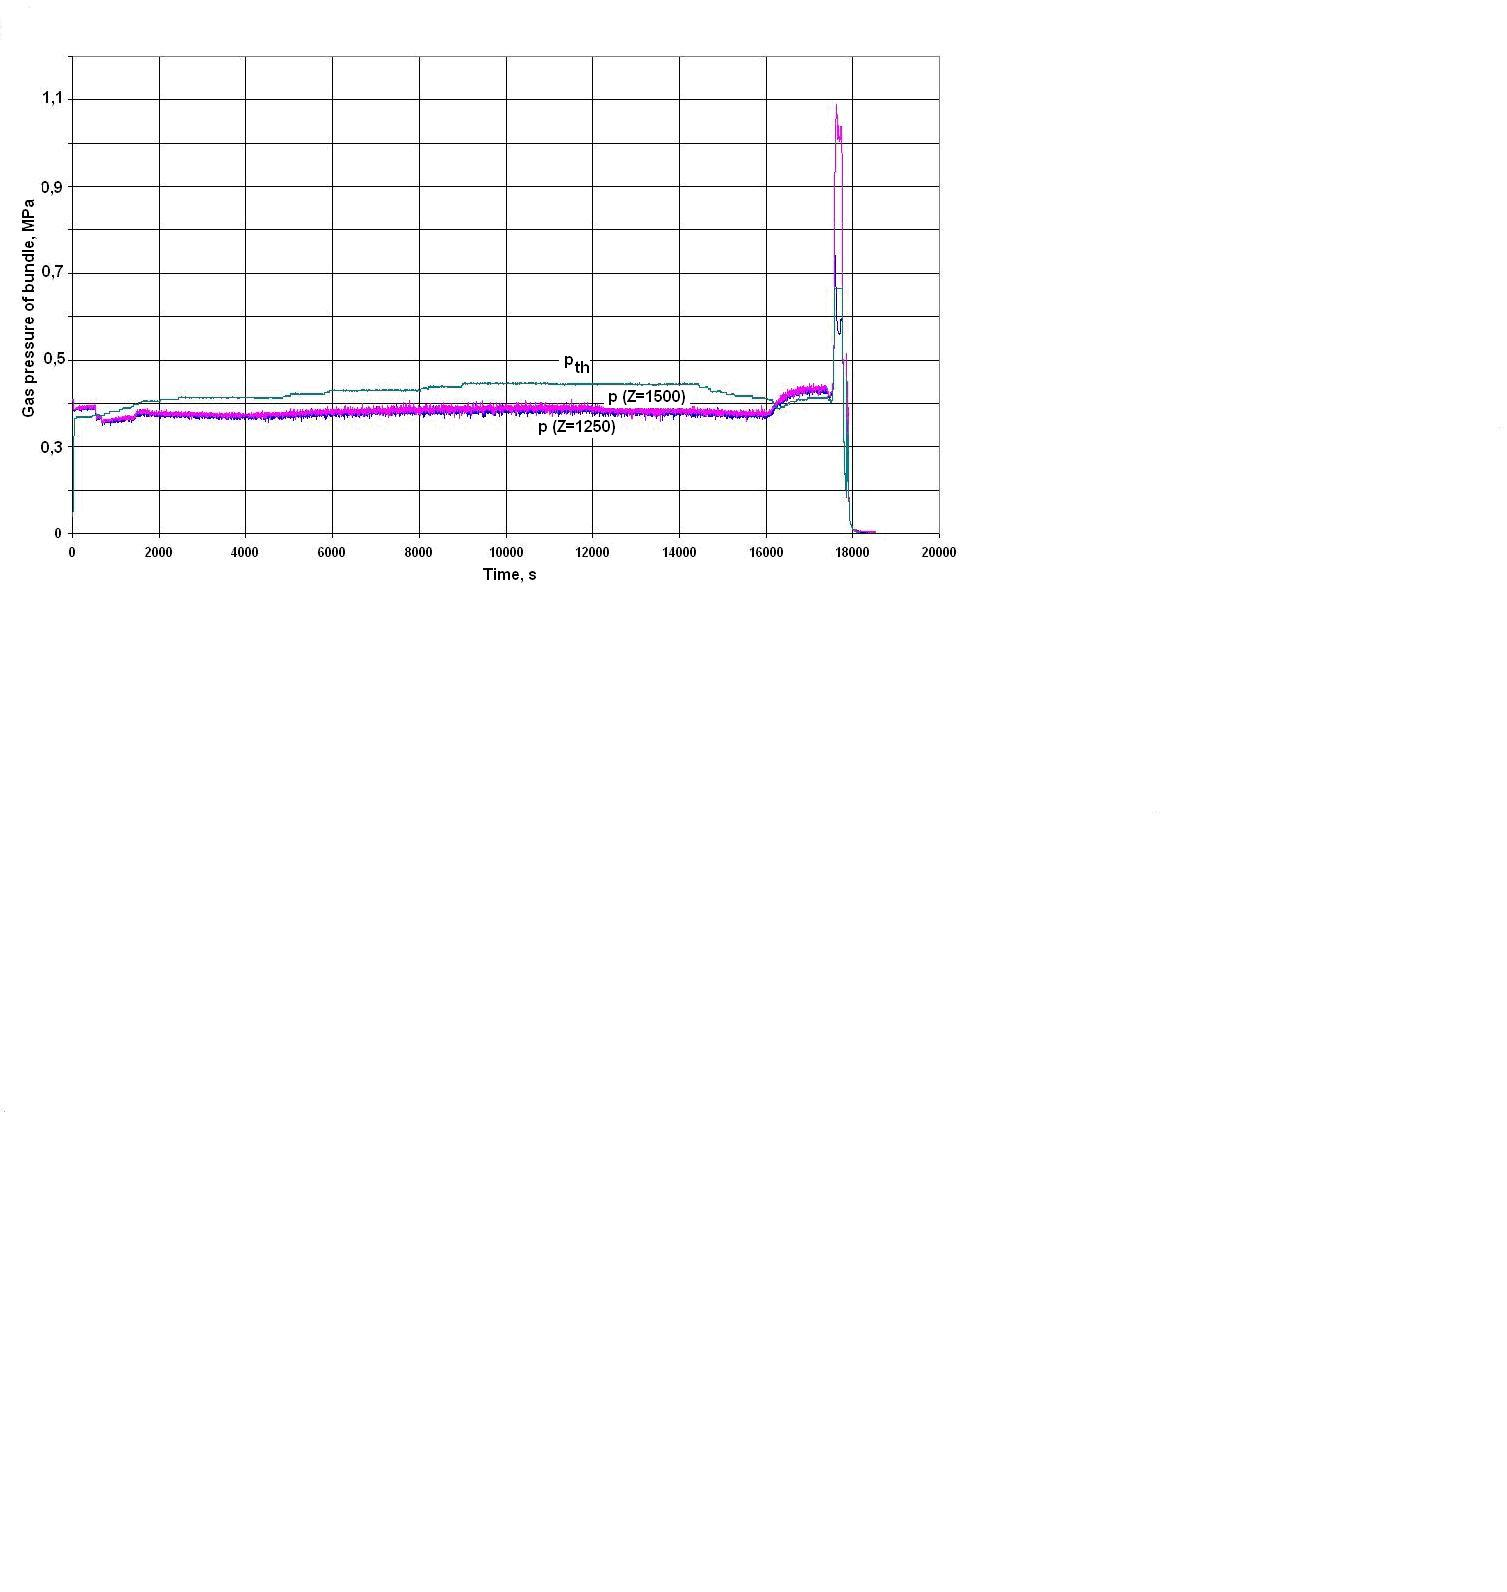 1,1
0,9
0,7
0,5
0,3
0
Gas pressure of bundle, MPa
p th
p (Z=1500)
p (Z=1250)
0 2000 4000 6000 8000 10000 12000 14000 16000 18000 20000
Time, s